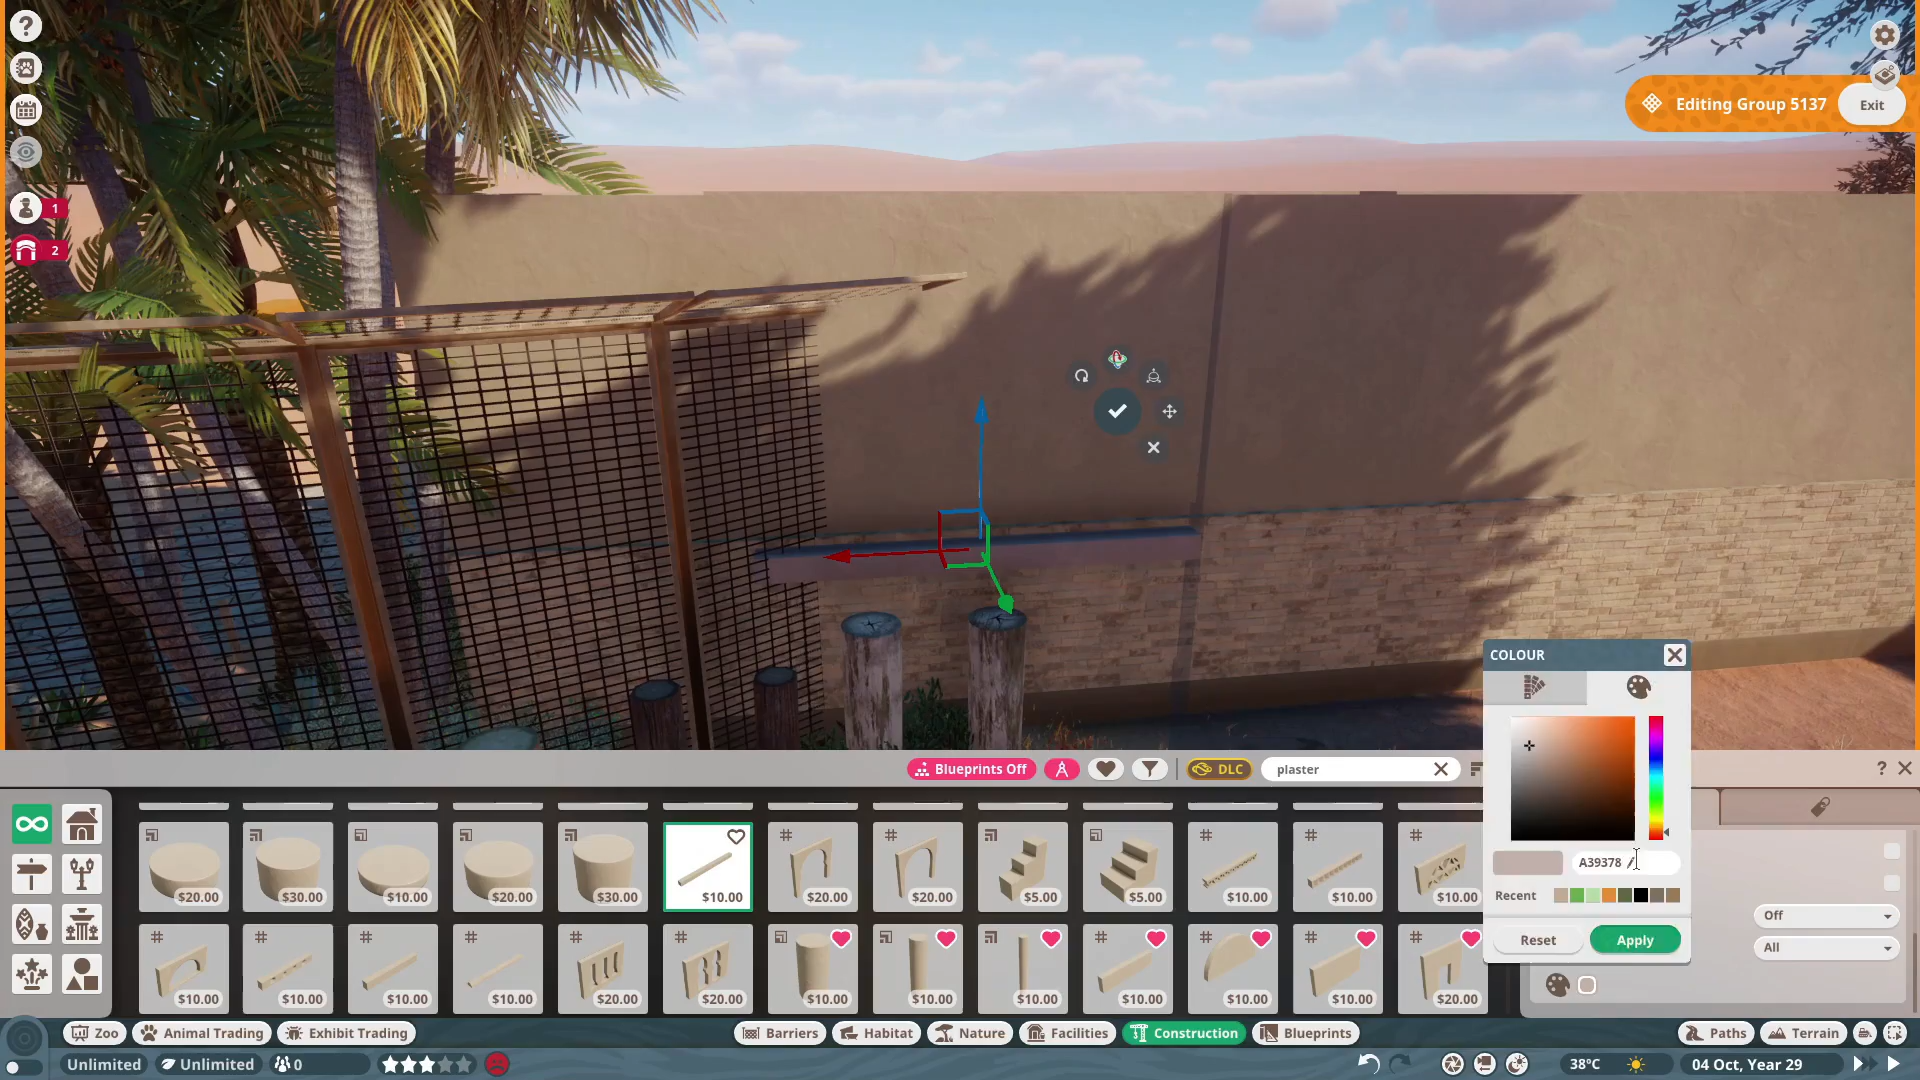 ?
Editing Group 5137
Exit
1
2
COLOUR
Blueprints Off
DLC
plaster
?
A39378
Recent
Reset
Apply
Off
All
$20.00
$30.00
$10.00
$20.00
$30.00
$10.00
$20.00
$20.00
$5.00
$5.00
$10.00
$10.00
$10.00
$10.00
$10.00
$10.00
$10.00
$20.00
$20.00
$10.00
$10.00
$10.00
$10.00
$10.00
$10.00
$20.00
Zoo
Animal Trading
Exhibit Trading
Barriers
Habitat
Nature
Facilities
Construction
Blueprints
Paths
Terrain
Unlimited
Unlimited
0
38°C
04 Oct, Year 29